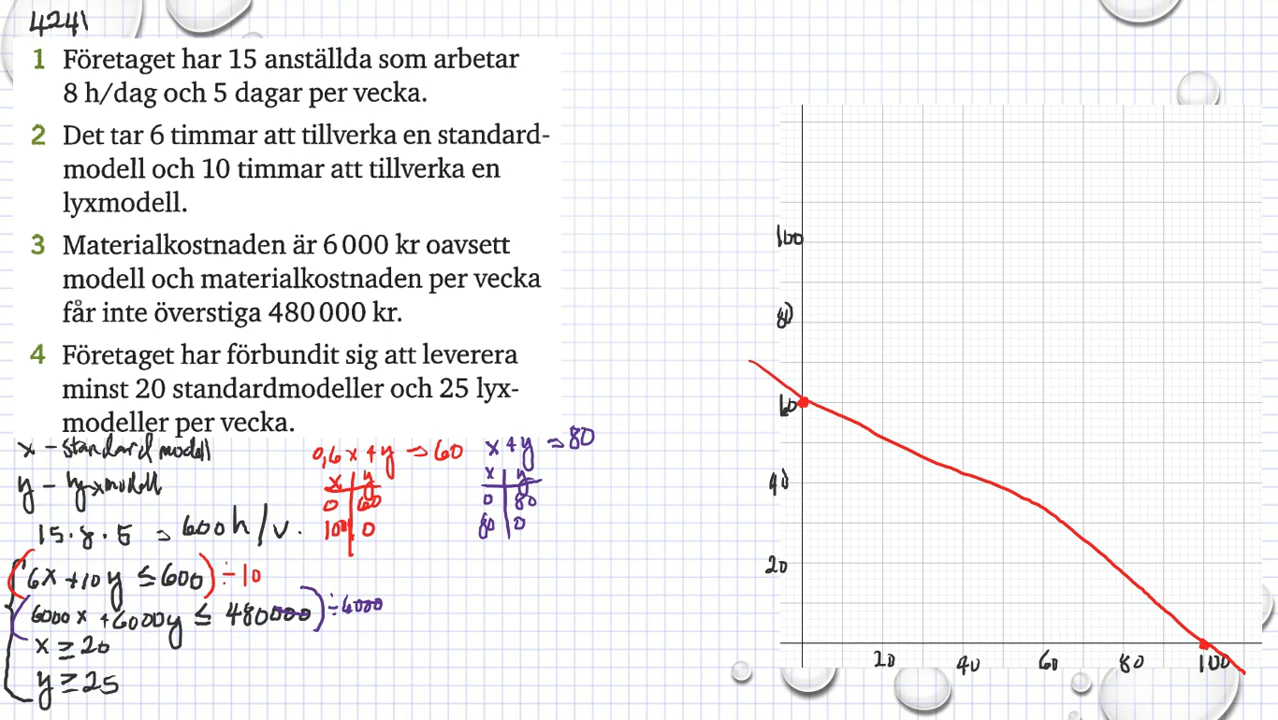 4241
1 Företaget har 15 anställda som arbetar
8 h/dag och 5 dagar per vecka.
2 Det tar 6 timmar att tillverka en standard-
modell och 10 timmar att tillverka en
lyxmodell.
3 Materialkostnaden är 6 000 kr oavsett
modell och materialkostnaden per vecka
får inte överstiga 480 000 kr.
4 Företaget har förbundit sig att leverera
minst 20 standardmodeller och 25 lyx-
modeller per vecka.
x – standard modell
y – lyxmodell
15·8·5 = 600 h/v.
(6x + 10y ≤ 600) ÷10
(6000x + 6000y ≤ 480000) ÷6000
x ≥ 20
y ≥ 25
0,6x + y = 60
x y
0 60
100 0
x + y = 80
x y
0 80
80 0
100
80
60
40
20
20 40 60 80 100